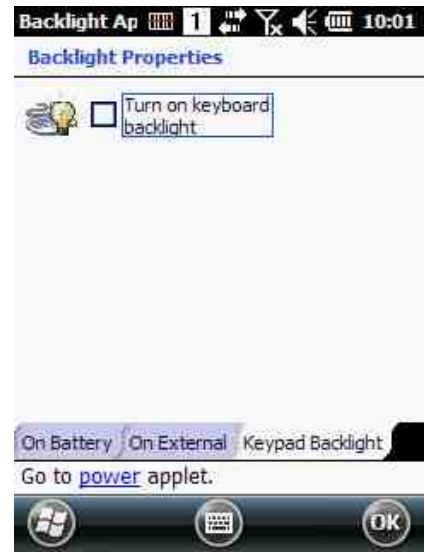 Backlight Ap 1 10:01
Backlight Properties
Turn on keyboard
backlight
On Battery On External Keypad Backlight
Go to power applet.
OK